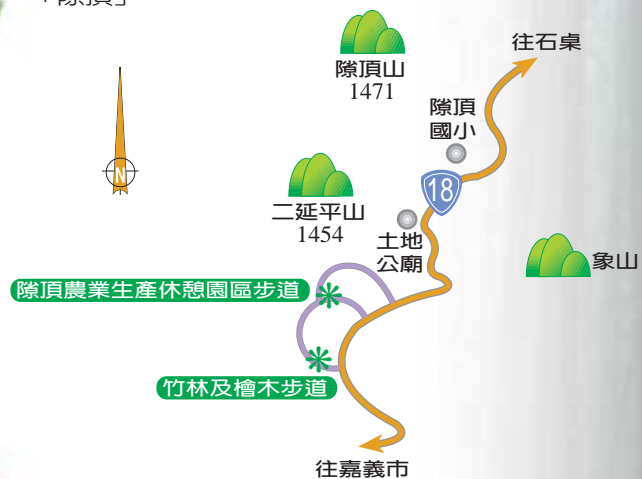 隙頂山
1471
往石桌
隙頂
國小
N
18
二延平山
1454
土地
公廟
象山
隙頂農業生產休憩園區步道
竹林及檜木步道
往嘉義市